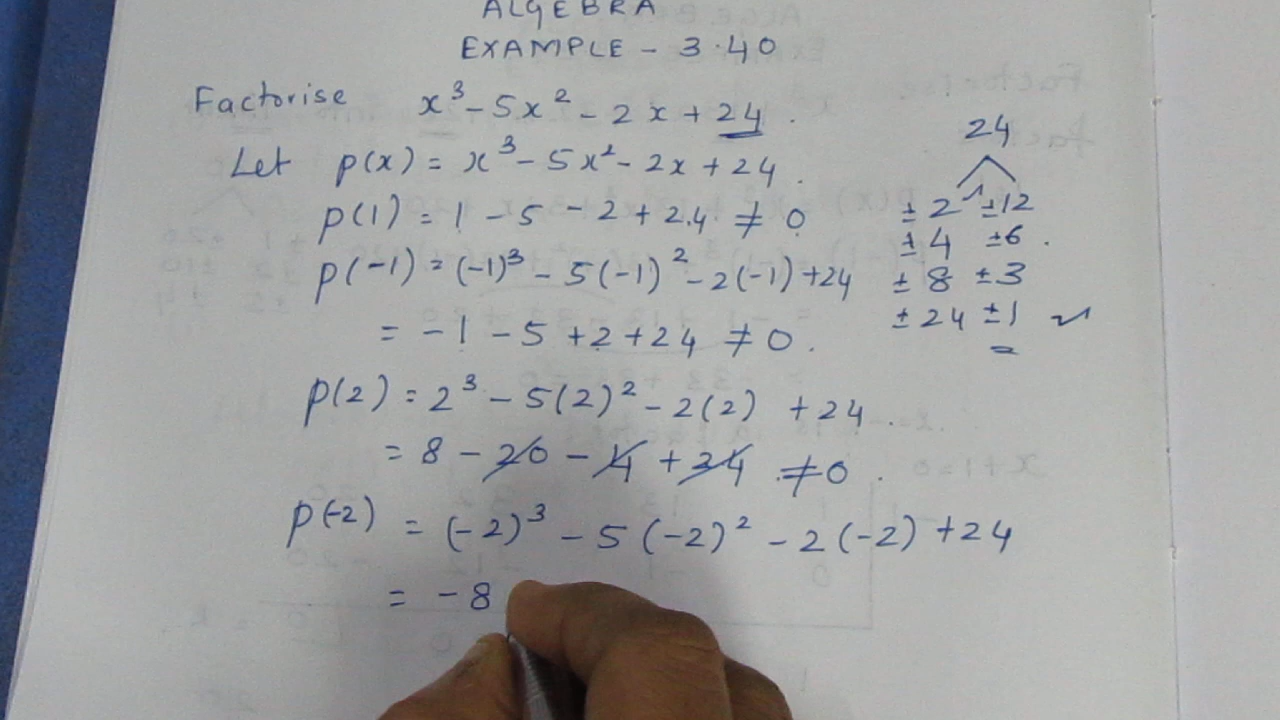 ALGEBRA
EXAMPLE - 3.40
Factorise x³ - 5x² - 2x + 24.
Let p(x) = x³ - 5x² - 2x + 24.
p(1) = 1 - 5 - 2 + 24 ≠ 0
p(-1) = (-1)³ - 5(-1)² - 2(-1) + 24
= -1 - 5 + 2 + 24 ≠ 0.
p(2) = 2³ - 5(2)² - 2(2) + 24
= 8 - 20 - 4 + 24 ≠ 0.
p(-2) = (-2)³ - 5(-2)² - 2(-2) + 24
= -8
24
±2 ±12
±4 ±6.
±8 ±3
±24 ±1 ✓